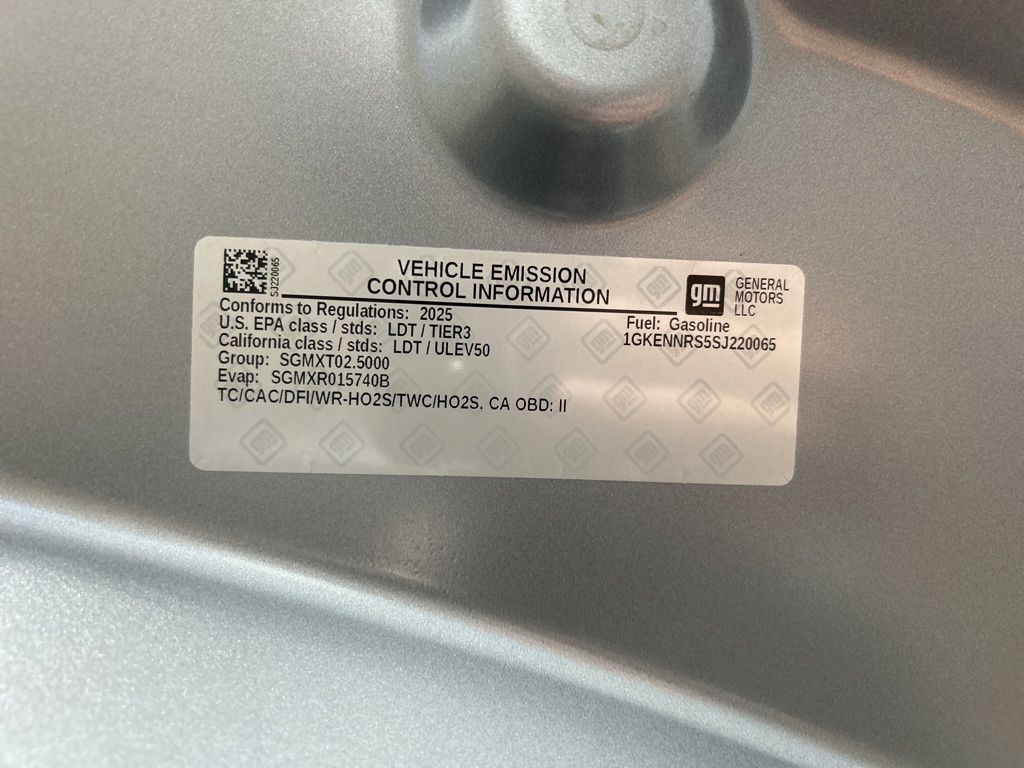 SJ220065
VEHICLE EMISSION
CONTROL INFORMATION
gm
GENERAL
MOTORS
LLC
Conforms to Regulations: 2025
U.S. EPA class / stds: LDT / TIER3
California class / stds: LDT / ULEV50
Group: SGMXT02.5000
Evap: SGMXR015740B
TC/CAC/DFI/WR-HO2S/TWC/HO2S, CA OBD: II
Fuel: Gasoline
1GKENNRS5SJ220065